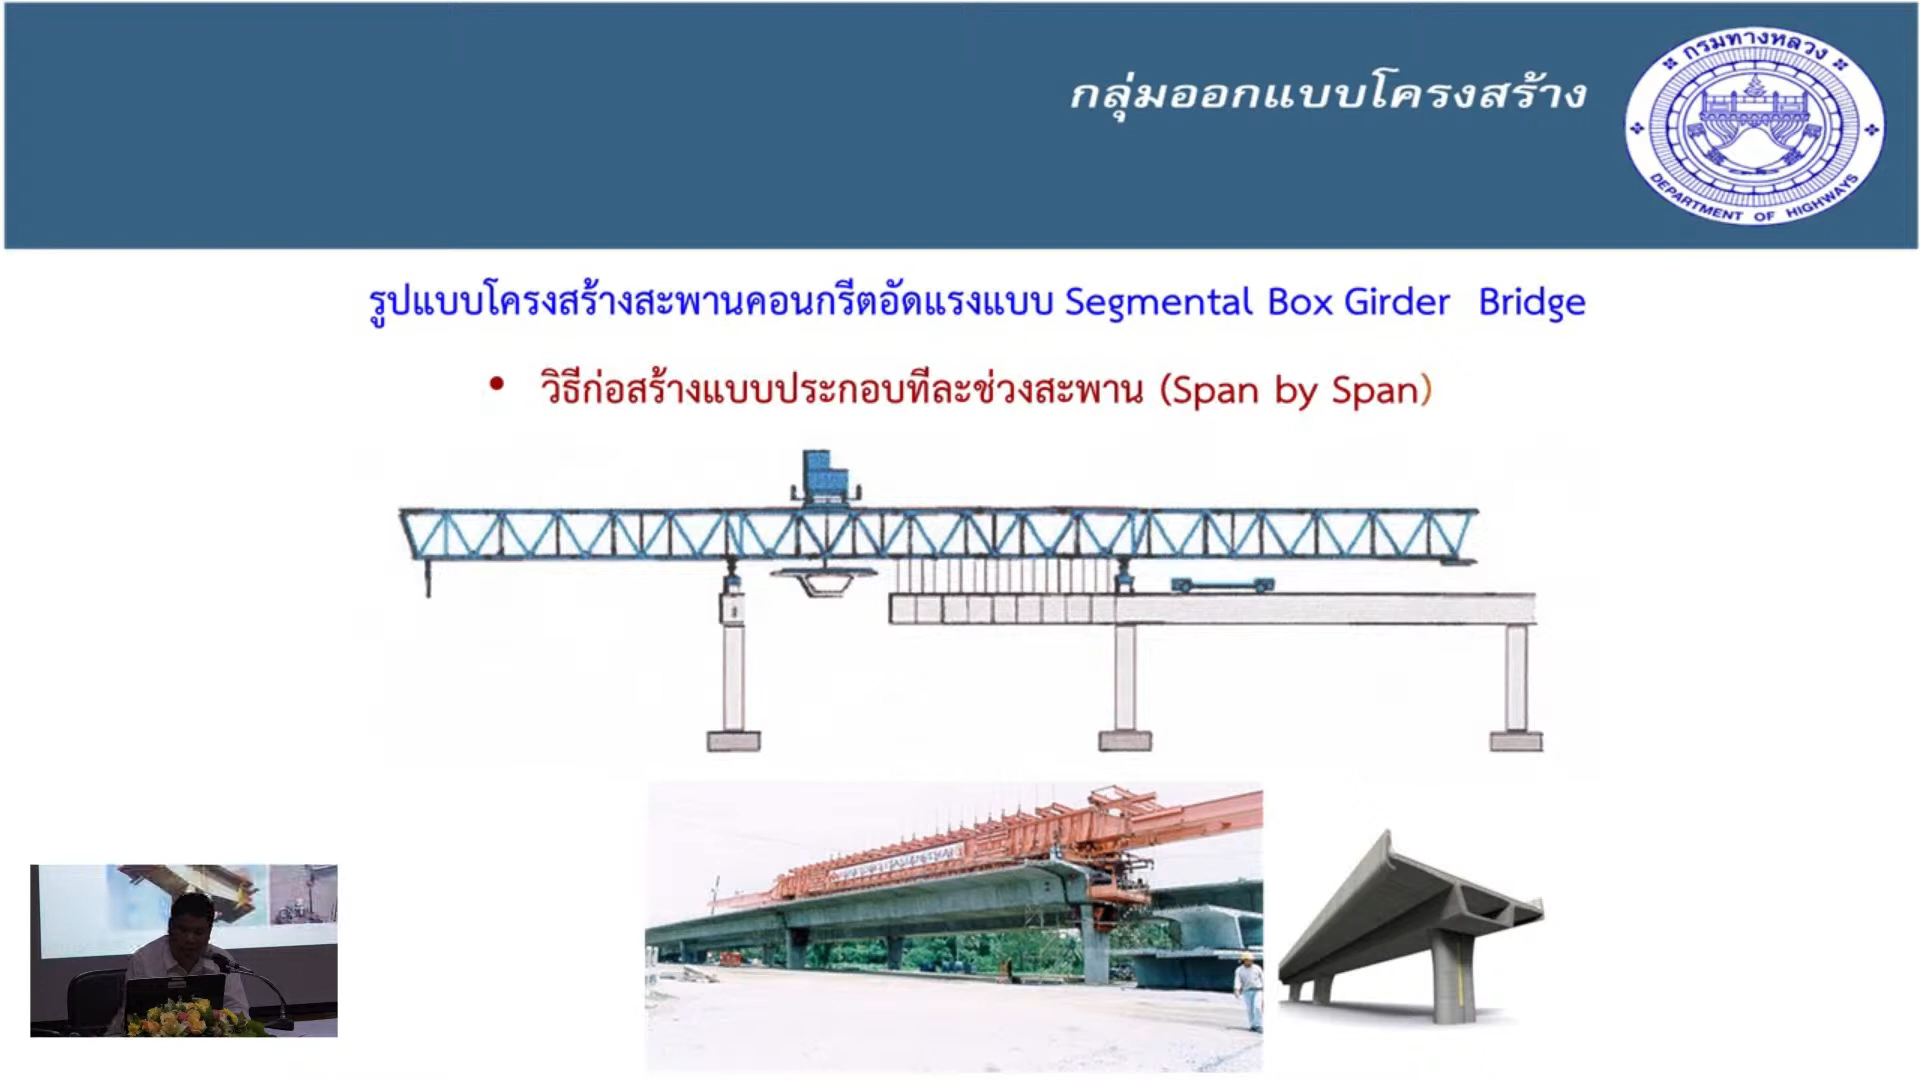 กลุ่มออกแบบโครงสร้าง
กรมทางหลวง
DEPARTMENT OF HIGHWAYS
รูปแบบโครงสร้างสะพานคอนกรีตอัดแรงแบบ Segmental Box Girder Bridge
• วิธีก่อสร้างแบบประกอบทีละช่วงสะพาน (Span by Span)